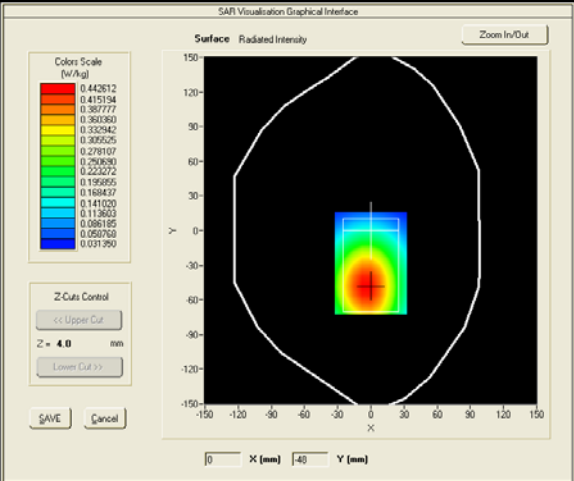 SAR Visualisation Graphical Interface
Surface Radiated Intensity
Zoom In/Out
Colors Scale
(W/kg)
0.442612
0.415194
0.387777
0.360360
0.332942
0.305525
0.278107
0.250690
0.223272
0.195855
0.168437
0.141020
0.113603
0.086185
0.058768
0.031350
Z-Cuts Control
<< Upper Cut
Z = 4.0 mm
Lower Cut >>
SAVE Cancel
150
120
90
60
30
0
-30
-60
-90
-120
-150
Y
-150 -120 -90 -60 -30 0 30 60 90 120 150
X
0 X (mm) -48 Y (mm)